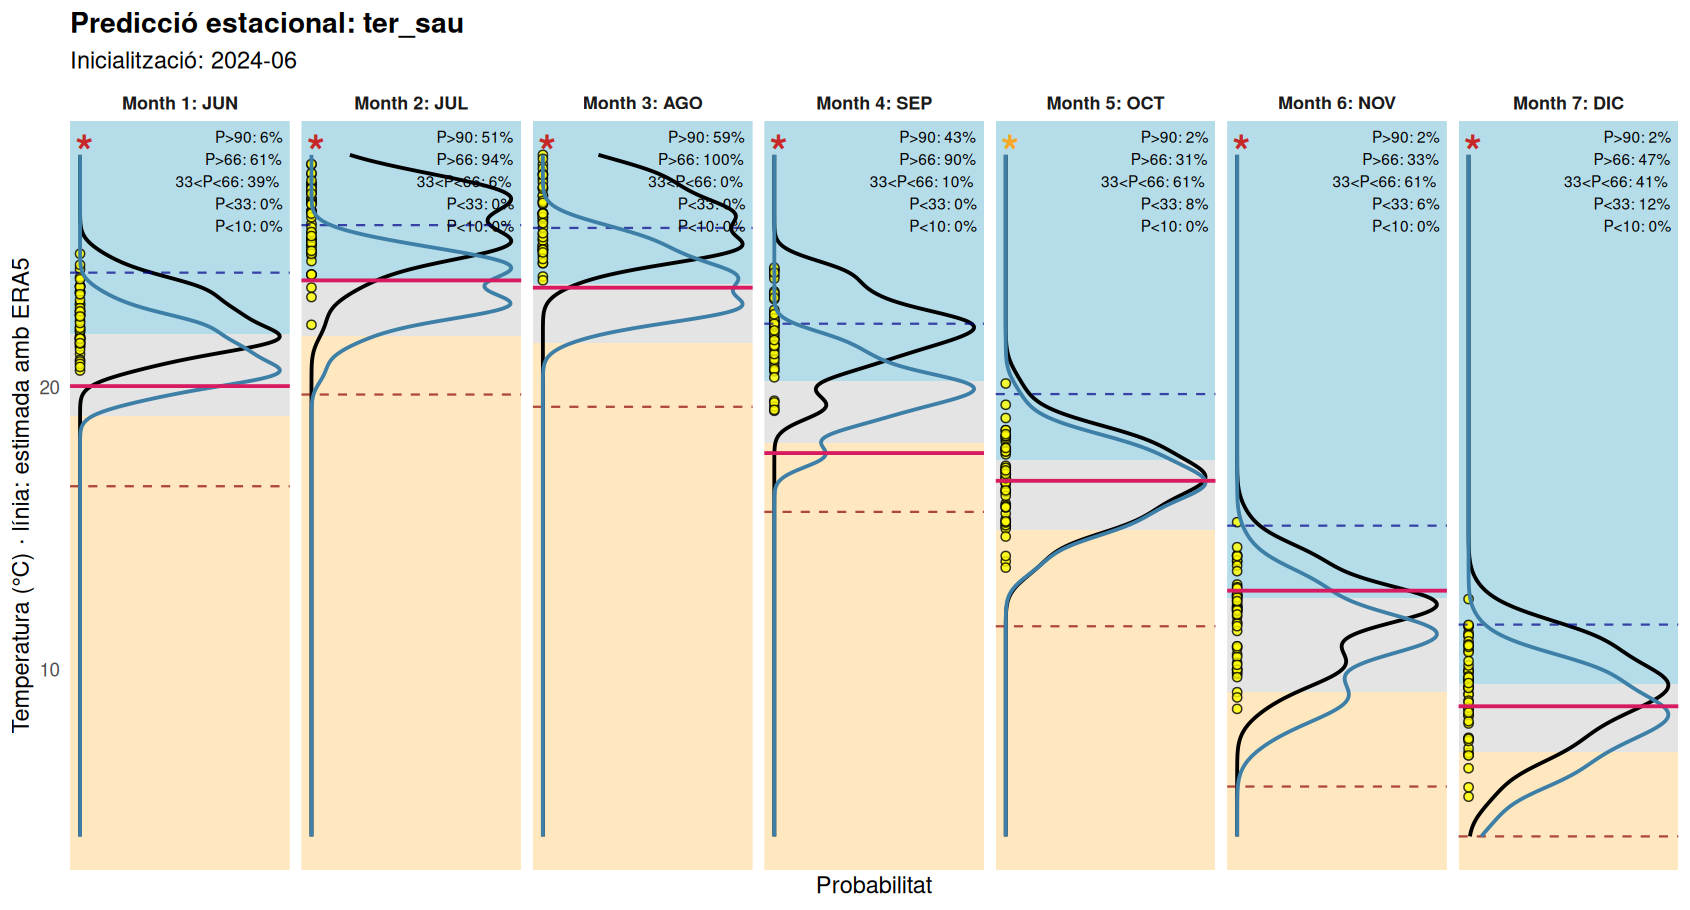 Predicció estacional: ter_sau
Inicialització: 2024-06
Month 1: JUN
Month 2: JUL
Month 3: AGO
Month 4: SEP
Month 5: OCT
Month 6: NOV
Month 7: DIC
*
P>90: 6%
P>66: 61%
33<P<66: 39%
P<33: 0%
P<10: 0%
*
P>90: 51%
P>66: 94%
33<P<66: 6%
P<33: 0%
P<10: 0%
*
P>90: 59%
P>66: 100%
33<P<66: 0%
P<33: 0%
P<10: 0%
*
P>90: 43%
P>66: 90%
33<P<66: 10%
P<33: 0%
P<10: 0%
*
P>90: 2%
P>66: 31%
33<P<66: 61%
P<33: 8%
P<10: 0%
*
P>90: 2%
P>66: 33%
33<P<66: 61%
P<33: 6%
P<10: 0%
*
P>90: 2%
P>66: 47%
33<P<66: 41%
P<33: 12%
P<10: 0%
Temperatura (°C) · línia: estimada amb ERA5
20
10
Probabilitat